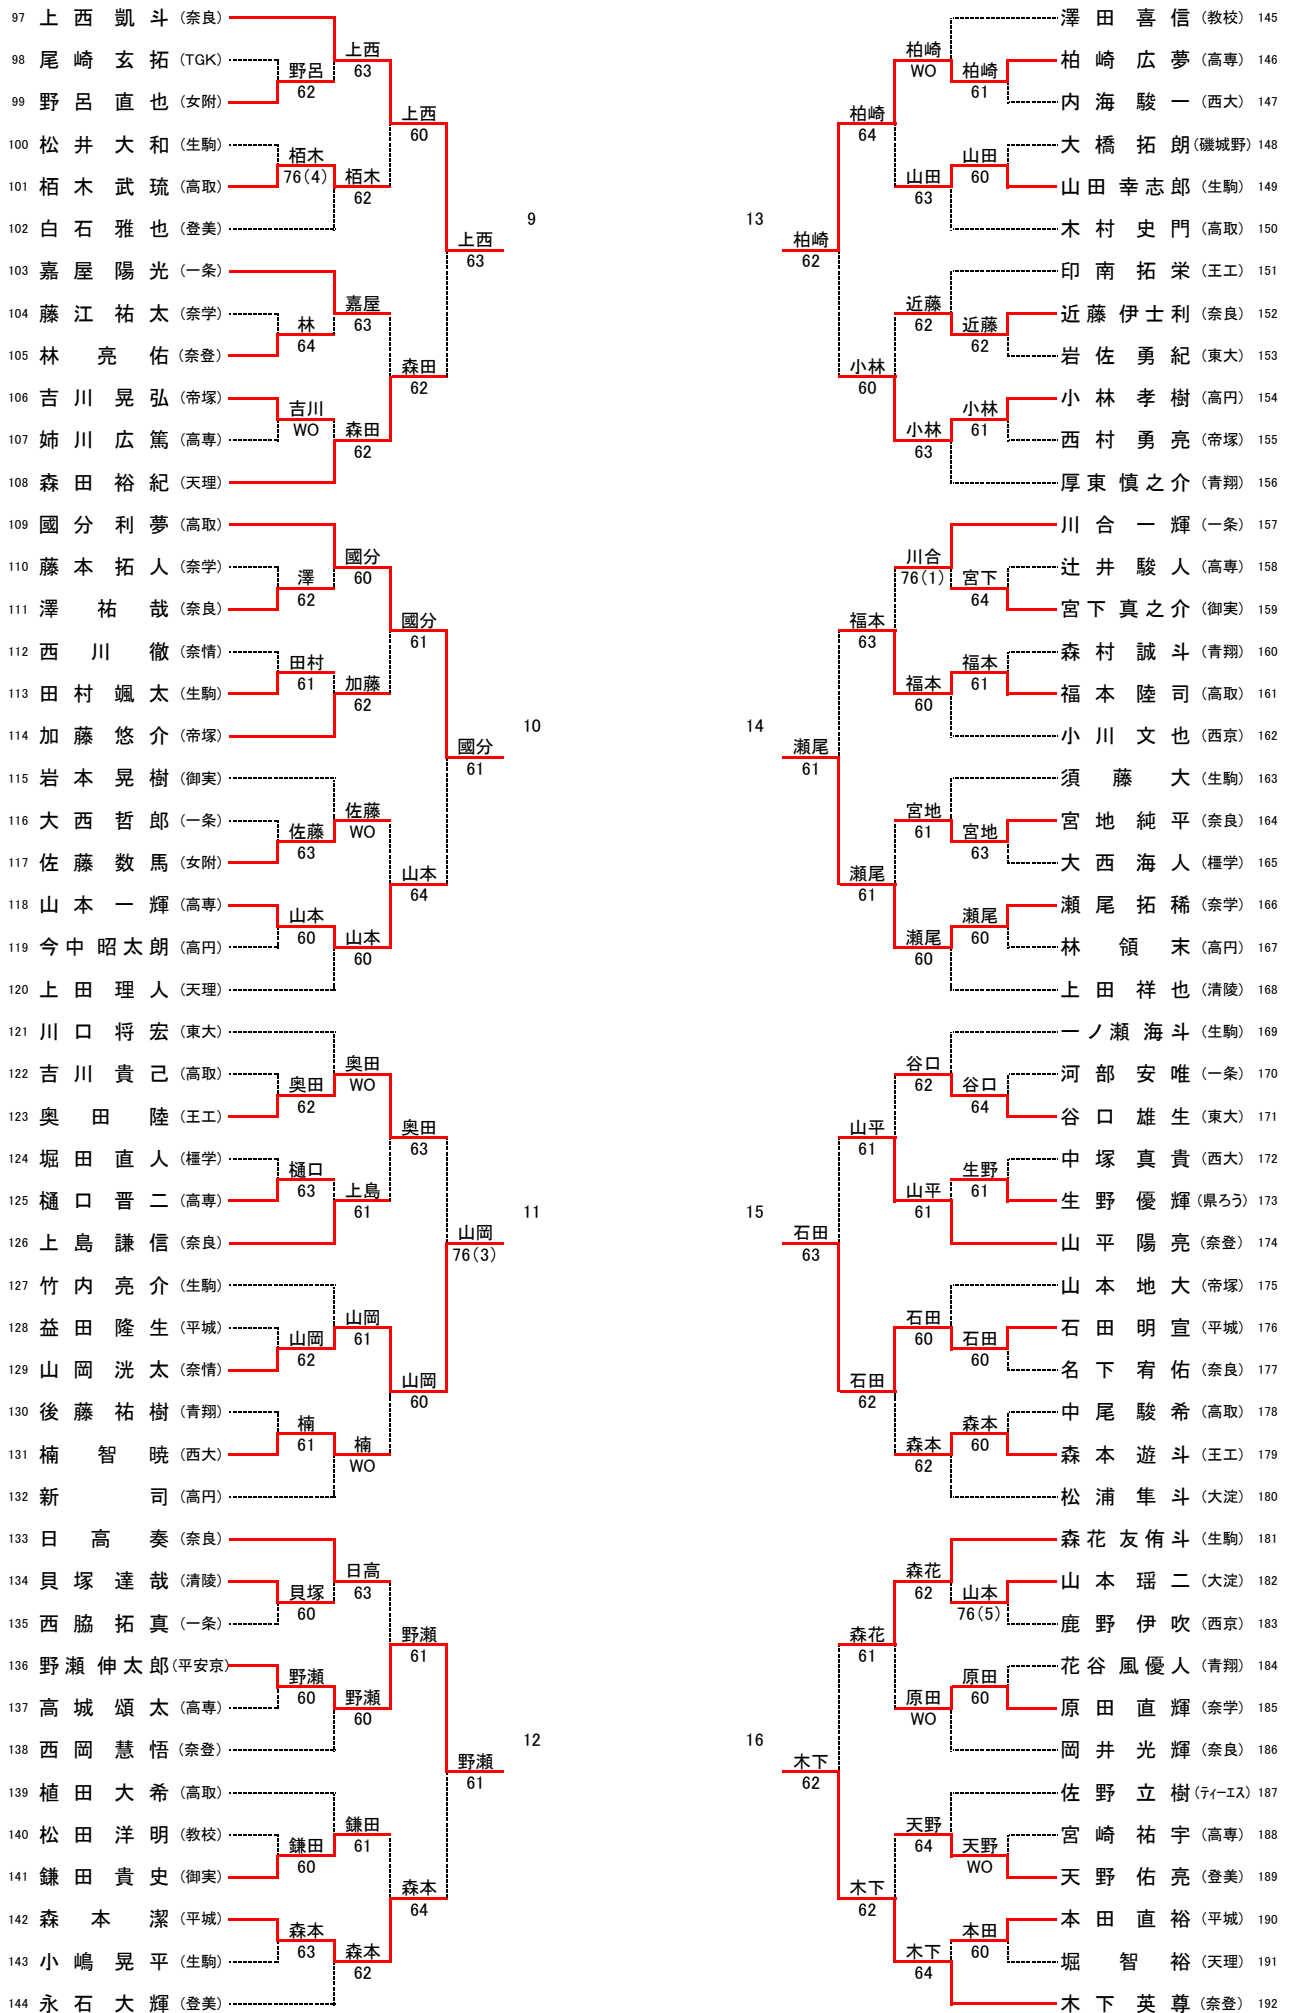 97 上西凱斗 (奈良)
98 尾崎玄拓 (TGK)
99 野呂直也 (女附)
100 松井大和 (生駒)
101 栢木武琉 (高取)
102 白石雅也 (登美)
103 嘉屋陽光 (一条)
104 藤江祐太 (奈学)
105 林亮佑 (奈登)
106 吉川晃弘 (帝塚)
107 姉川広篤 (高専)
108 森田裕紀 (天理)
109 國分利夢 (高取)
110 藤本拓人 (奈学)
111 澤祐哉 (奈良)
112 西川徹 (奈情)
113 田村颯太 (生駒)
114 加藤悠介 (帝塚)
115 岩本晃樹 (御実)
116 大西哲郎 (一条)
117 佐藤数馬 (女附)
118 山本一輝 (高専)
119 今中昭太朗 (高円)
120 上田理人 (天理)
121 川口将宏 (東大)
122 吉川貴己 (高取)
123 奥田陸 (王工)
124 堀田直人 (橿学)
125 樋口晋二 (高専)
126 上島謙信 (奈良)
127 竹内亮介 (生駒)
128 益田隆生 (平城)
129 山岡洸太 (奈情)
130 後藤祐樹 (青翔)
131 楠智暁 (西大)
132 新司 (高円)
133 日高奏 (奈良)
134 貝塚達哉 (清陵)
135 西脇拓真 (一条)
136 野瀬伸太郎 (平安京)
137 高城頌太 (高専)
138 西岡慧悟 (奈登)
139 植田大希 (高取)
140 松田洋明 (教校)
141 鎌田貴史 (御実)
142 森本潔 (平城)
143 小嶋晃平 (生駒)
144 永石大輝 (登美)
野呂
62
栢木
76(4)
林
64
吉川
WO
澤
62
田村
61
佐藤
63
山本
60
奥田
62
樋口
63
山岡
62
楠
61
貝塚
60
野瀬
60
鎌田
60
森本
63
上西
63
栢木
62
嘉屋
63
森田
62
國分
60
加藤
62
佐藤
WO
山本
60
奥田
WO
上島
61
山岡
61
楠
WO
日高
63
野瀬
60
鎌田
61
森本
62
上西
60
森田
62
國分
61
山本
64
奥田
63
山岡
60
野瀬
61
森本
64
上西
63
國分
61
山岡
76(3)
野瀬
61
9
10
11
12
13
14
15
16
柏崎
62
瀬尾
61
石田
63
木下
62
柏崎
64
小林
60
福本
63
瀬尾
61
山平
61
石田
62
森花
61
木下
62
柏崎
WO
山田
63
近藤
62
小林
63
川合
76(1)
福本
60
宮地
61
瀬尾
60
谷口
62
山平
61
石田
60
森本
62
森花
62
原田
WO
天野
64
木下
64
柏崎
61
山田
60
近藤
62
小林
61
宮下
64
福本
61
宮地
63
瀬尾
60
谷口
64
生野
61
石田
60
森本
60
山本
76(5)
原田
60
天野
WO
本田
60
澤田喜信 (教校) 145
柏崎広夢 (高専) 146
内海駿一 (西大) 147
大橋拓朗 (磯城野) 148
山田幸志郎 (生駒) 149
木村史門 (高取) 150
印南拓栄 (王工) 151
近藤伊士利 (奈良) 152
岩佐勇紀 (東大) 153
小林孝樹 (高円) 154
西村勇亮 (帝塚) 155
厚東慎之介 (青翔) 156
川合一輝 (一条) 157
辻井駿人 (高専) 158
宮下真之介 (御実) 159
森村誠斗 (青翔) 160
福本陸司 (高取) 161
小川文也 (西京) 162
須藤大 (生駒) 163
宮地純平 (奈良) 164
大西海人 (橿学) 165
瀬尾拓稀 (奈学) 166
林領末 (高円) 167
上田祥也 (清陵) 168
一ノ瀬海斗 (生駒) 169
河部安唯 (一条) 170
谷口雄生 (東大) 171
中塚真貴 (西大) 172
生野優輝 (県ろう) 173
山平陽亮 (奈登) 174
山本地大 (帝塚) 175
石田明宣 (平城) 176
名下宥佑 (奈良) 177
中尾駿希 (高取) 178
森本遊斗 (王工) 179
松浦隼斗 (大淀) 180
森花友侑斗 (生駒) 181
山本瑶二 (大淀) 182
鹿野伊吹 (西京) 183
花谷風優人 (青翔) 184
原田直輝 (奈学) 185
岡井光輝 (奈良) 186
佐野立樹 (ティーエス) 187
宮崎祐宇 (高専) 188
天野佑亮 (登美) 189
本田直裕 (平城) 190
堀智裕 (天理) 191
木下英尊 (奈登) 192